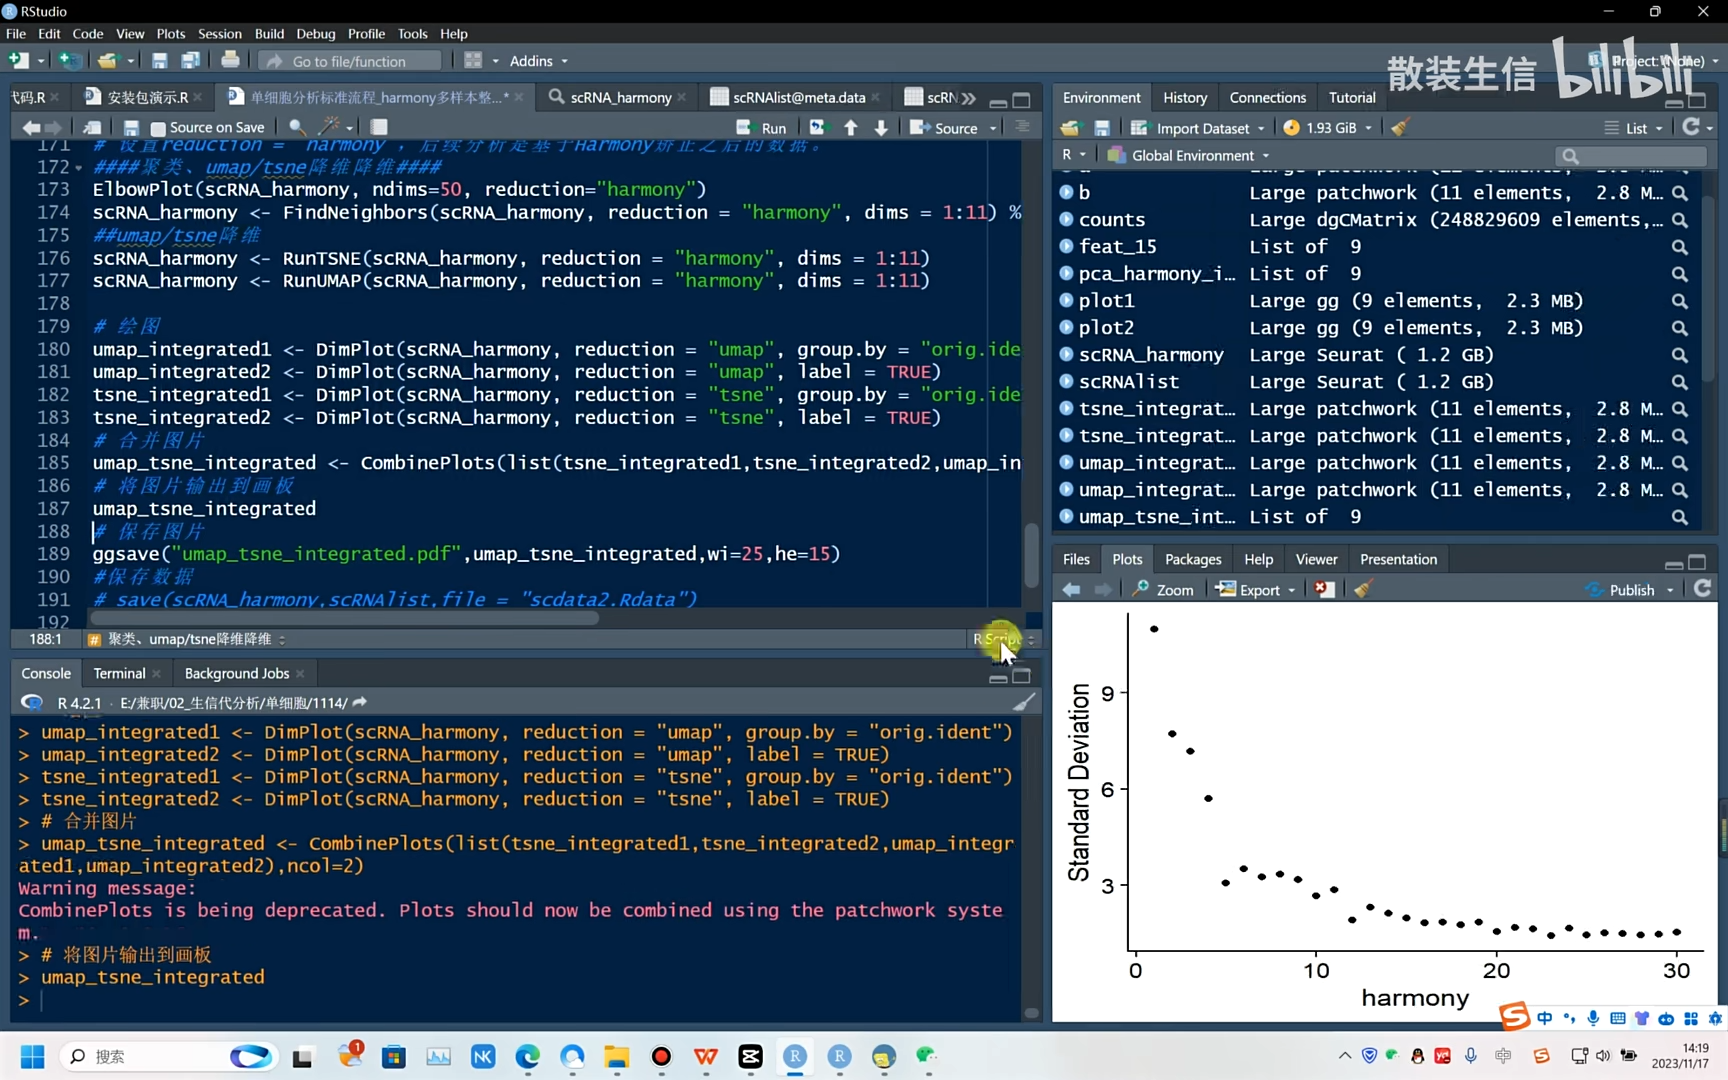 RStudio
File Edit Code View Plots Session Build Debug Profile Tools Help
Go to file/function
Addins
Project: (None)
散装生信 bilibili
代码.R
安装包演示.R
单细胞分析标准流程_harmony多样本整...*
scRNA_harmony
scRNAlist@meta.data
scRN
Source on Save
Run
Source
171 # 设置reduction = "harmony"，后续分析是基于Harmony矫正之后的数据。
172 ####聚类、umap/tsne降维降维####
173 ElbowPlot(scRNA_harmony, ndims=50, reduction="harmony")
174 scRNA_harmony <- FindNeighbors(scRNA_harmony, reduction = "harmony", dims = 1:11) %
175 ##umap/tsne降维
176 scRNA_harmony <- RunTSNE(scRNA_harmony, reduction = "harmony", dims = 1:11)
177 scRNA_harmony <- RunUMAP(scRNA_harmony, reduction = "harmony", dims = 1:11)
178
179 # 绘图
180 umap_integrated1 <- DimPlot(scRNA_harmony, reduction = "umap", group.by = "orig.ide
181 umap_integrated2 <- DimPlot(scRNA_harmony, reduction = "umap", label = TRUE)
182 tsne_integrated1 <- DimPlot(scRNA_harmony, reduction = "tsne", group.by = "orig.ide
183 tsne_integrated2 <- DimPlot(scRNA_harmony, reduction = "tsne", label = TRUE)
184 # 合并图片
185 umap_tsne_integrated <- CombinePlots(list(tsne_integrated1,tsne_integrated2,umap_in
186 # 将图片输出到画板
187 umap_tsne_integrated
188 # 保存图片
189 ggsave("umap_tsne_integrated.pdf",umap_tsne_integrated,wi=25,he=15)
190 #保存数据
191 # save(scRNA_harmony,scRNAlist,file = "scdata2.Rdata")
192
188:1 # 聚类、umap/tsne降维降维
R Script
Console Terminal Background Jobs
R 4.2.1 · E:/兼职/02_生信代分析/单细胞/1114/
> umap_integrated1 <- DimPlot(scRNA_harmony, reduction = "umap", group.by = "orig.ident")
> umap_integrated2 <- DimPlot(scRNA_harmony, reduction = "umap", label = TRUE)
> tsne_integrated1 <- DimPlot(scRNA_harmony, reduction = "tsne", group.by = "orig.ident")
> tsne_integrated2 <- DimPlot(scRNA_harmony, reduction = "tsne", label = TRUE)
> # 合并图片
> umap_tsne_integrated <- CombinePlots(list(tsne_integrated1,tsne_integrated2,umap_integr
ated1,umap_integrated2),ncol=2)
Warning message:
CombinePlots is being deprecated. Plots should now be combined using the patchwork syste
m.
> # 将图片输出到画板
> umap_tsne_integrated
>
Environment History Connections Tutorial
Import Dataset
1.93 GiB
List
R
Global Environment
b Large patchwork (11 elements, 2.8 M…
counts Large dgCMatrix (248829609 elements,…
feat_15 List of 9
pca_harmony_i… List of 9
plot1 Large gg (9 elements, 2.3 MB)
plot2 Large gg (9 elements, 2.3 MB)
scRNA_harmony Large Seurat ( 1.2 GB)
scRNAlist Large Seurat ( 1.2 GB)
tsne_integrat… Large patchwork (11 elements, 2.8 M…
tsne_integrat… Large patchwork (11 elements, 2.8 M…
umap_integrat… Large patchwork (11 elements, 2.8 M…
umap_integrat… Large patchwork (11 elements, 2.8 M…
umap_tsne_int… List of 9
Files Plots Packages Help Viewer Presentation
Zoom
Export
Publish
Standard Deviation
9
6
3
0 10 20 30
harmony
中
搜索
1
NK
中
14:19
2023/11/17